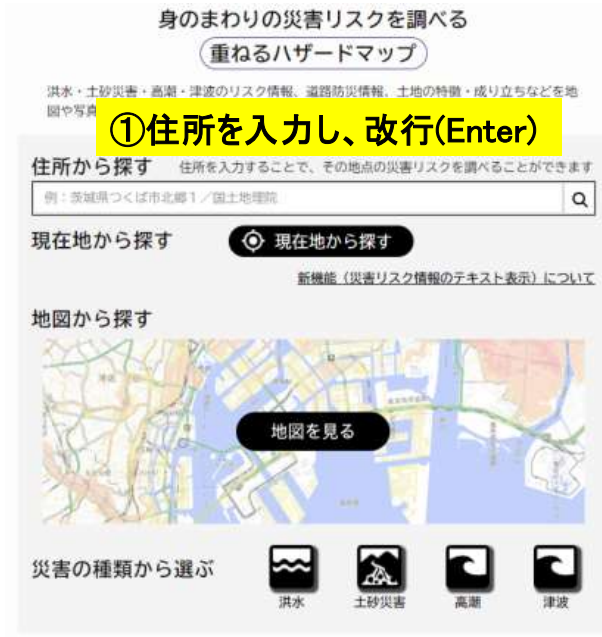 身のまわりの災害リスクを調べる
重ねるハザードマップ
洪水・土砂災害・高潮・津波のリスク情報、道路防災情報、土地の特徴・成り立ちなどを地
図や写真
①住所を入力し、改行(Enter)
住所から探す 住所を入力することで、その地点の災害リスクを調べることができます
例:茨城県つくば市北郷1/国土地理院
現在地から探す 現在地から探す
新機能(災害リスク情報のテキスト表示)について
地図から探す
地図を見る
災害の種類から選ぶ
洪水 土砂災害 高潮 津波